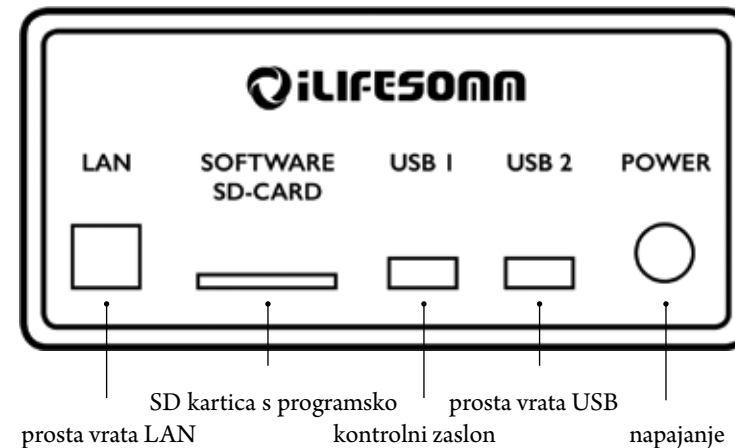 iLIFESOMM
LAN SOFTWARE USB 1 USB 2 POWER
SD-CARD
SD kartica s programsko prosta vrata USB
prosta vrata LAN kontrolni zaslon napajanje